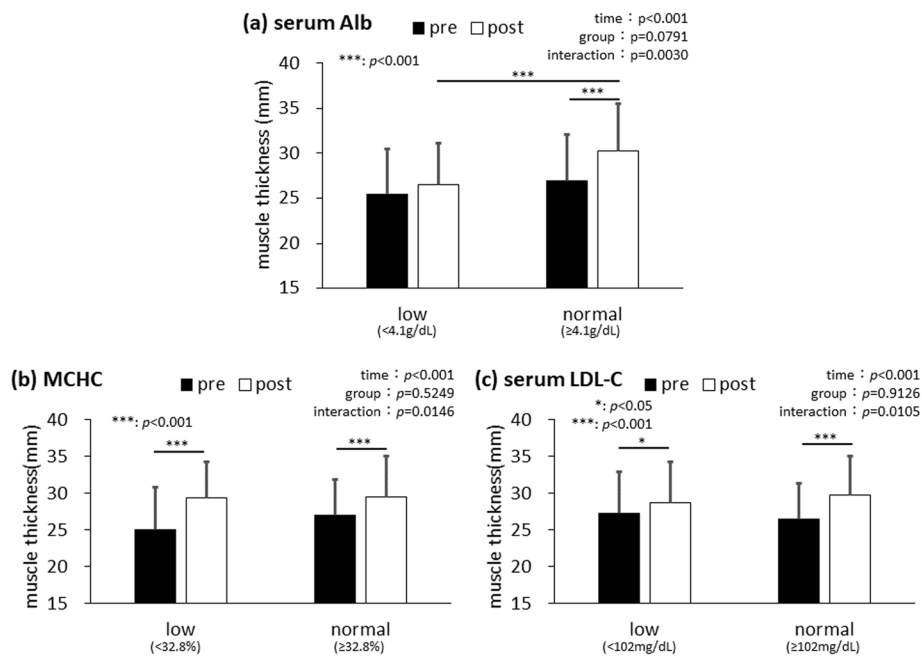 (a) serum Alb
■ pre □ post
time：p<0.001
group：p=0.0791
interaction：p=0.0030
***: p<0.001
***
***
muscle thickness (mm)
40
35
30
25
20
15
low
(<4.1g/dL)
normal
(≥4.1g/dL)
(b) MCHC
■ pre □ post
time：p<0.001
group：p=0.5249
interaction：p=0.0146
***: p<0.001
***
***
muscle thickness(mm)
40
35
30
25
20
15
low
(<32.8%)
normal
(≥32.8%)
(c) serum LDL-C
■ pre □ post
time：p<0.001
group：p=0.9126
interaction：p=0.0105
*: p<0.05
***: p<0.001
*
***
muscle thickness(mm)
40
35
30
25
20
15
low
(<102mg/dL)
normal
(≥102mg/dL)